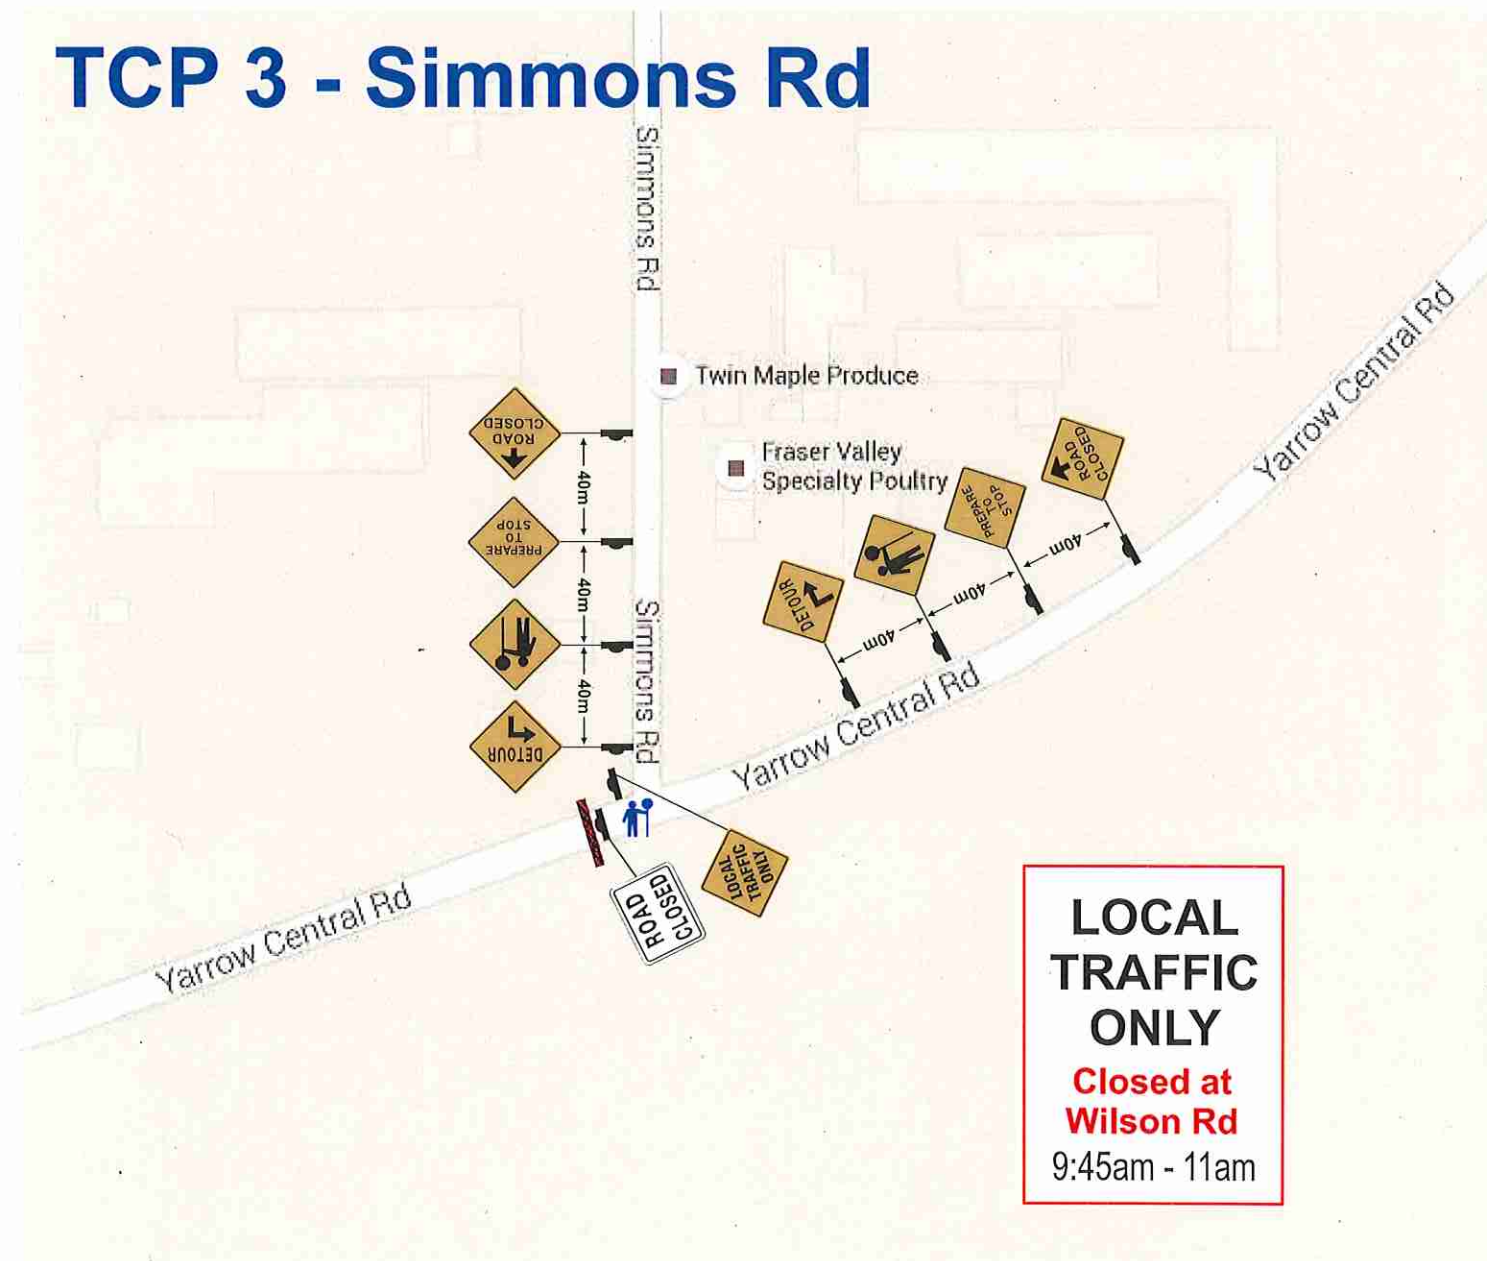 TCP 3 - Simmons Rd
Simmons Rd
Yarrow Central Rd
Twin Maple Produce
ROAD
CLOSED
40m
PREPARE
TO
STOP
40m
40m
DETOUR
Simmons Rd
Fraser Valley
Specialty Poultry
ROAD
CLOSED
40m
PREPARE
TO
STOP
40m
40m
DETOUR
Yarrow Central Rd
LOCAL
TRAFFIC
ONLY
ROAD
CLOSED
Yarrow Central Rd
LOCAL
TRAFFIC
ONLY
Closed at
Wilson Rd
9:45am - 11am